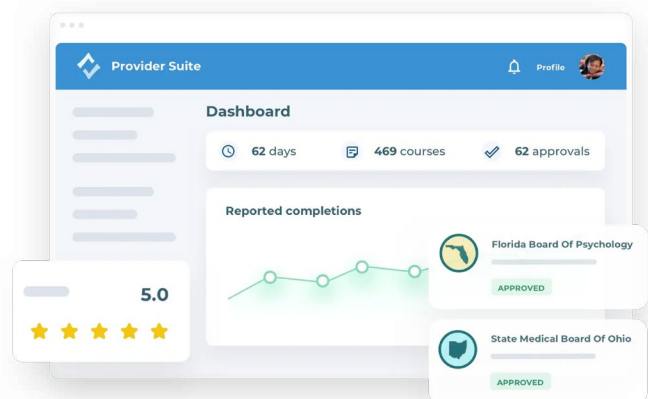 Provider Suite
Profile
Dashboard
62 days
469 courses
62 approvals
Reported completions
Florida Board Of Psychology
APPROVED
5.0
State Medical Board Of Ohio
APPROVED